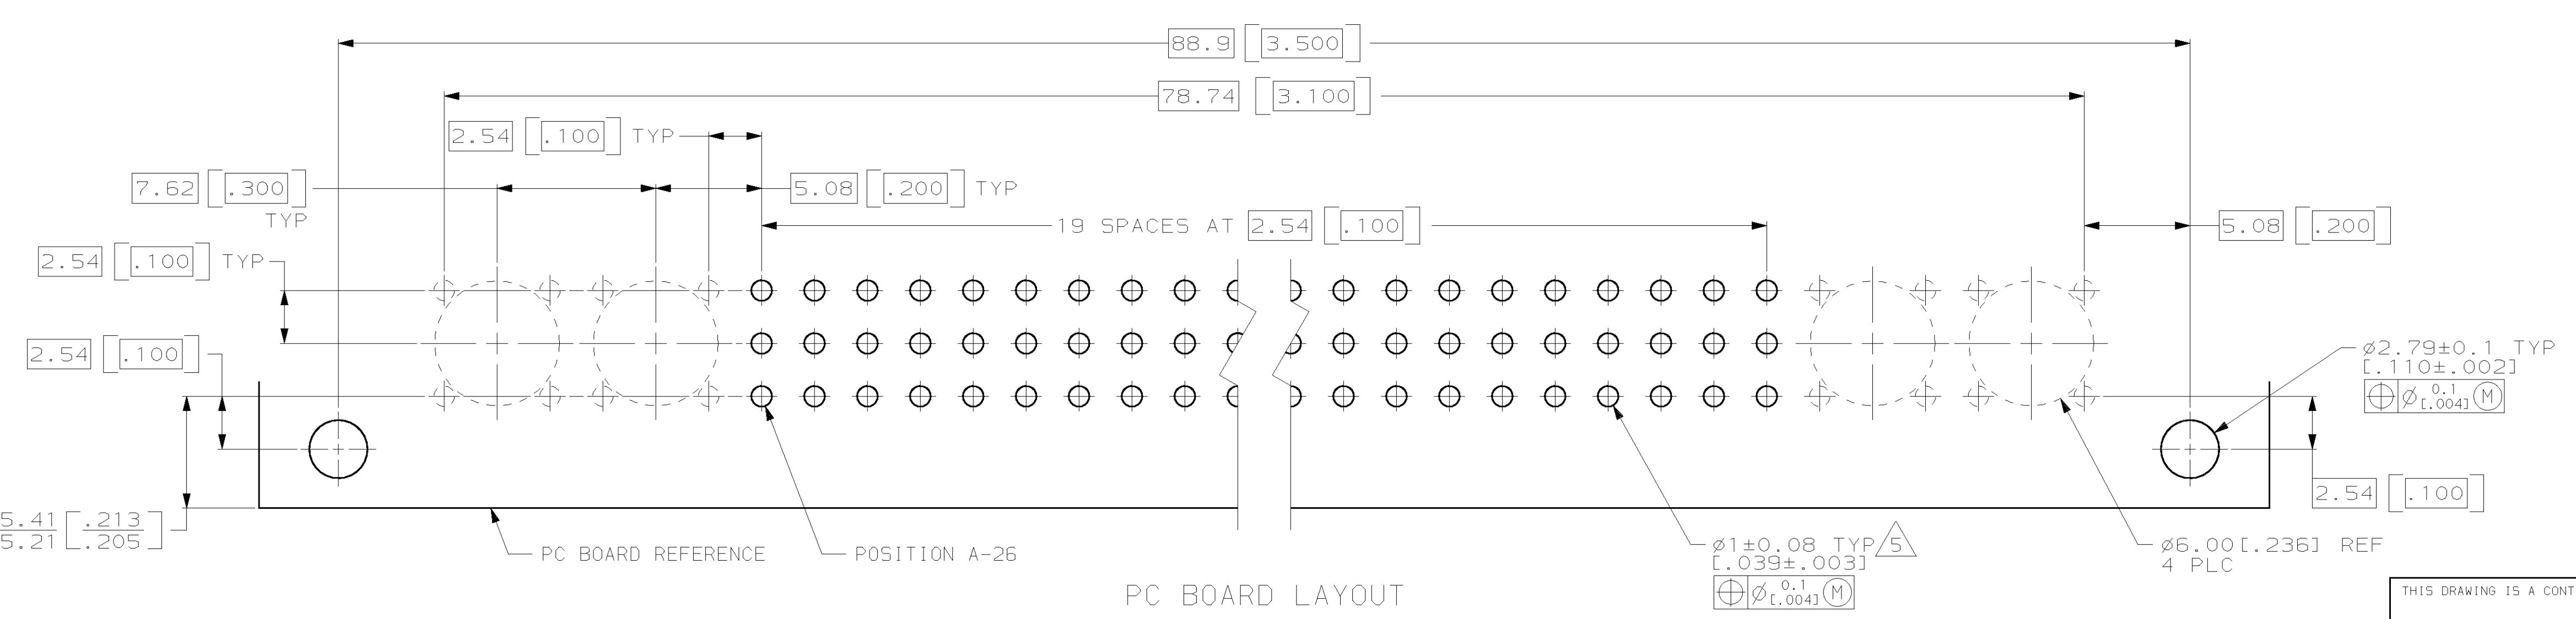 88.9 [3.500]
78.74 [3.100]
2.54 [.100] TYP
7.62 [.300]
TYP
5.08 [.200] TYP
19 SPACES AT 2.54 [.100]
5.08 [.200]
2.54 [.100] TYP
2.54 [.100]
ø2.79±0.1 TYP
[.110±.002]
⌖ ø 0.1 Ⓜ
[.004]
2.54 [.100]
5.41 [.213]
5.21 [.205]
PC BOARD REFERENCE
POSITION A-26
ø1±0.08 TYP 5
[.039±.003]
⌖ ø 0.1 Ⓜ
[.004]
ø6.00[.236] REF
4 PLC
PC BOARD LAYOUT
THIS DRAWING IS A CONT